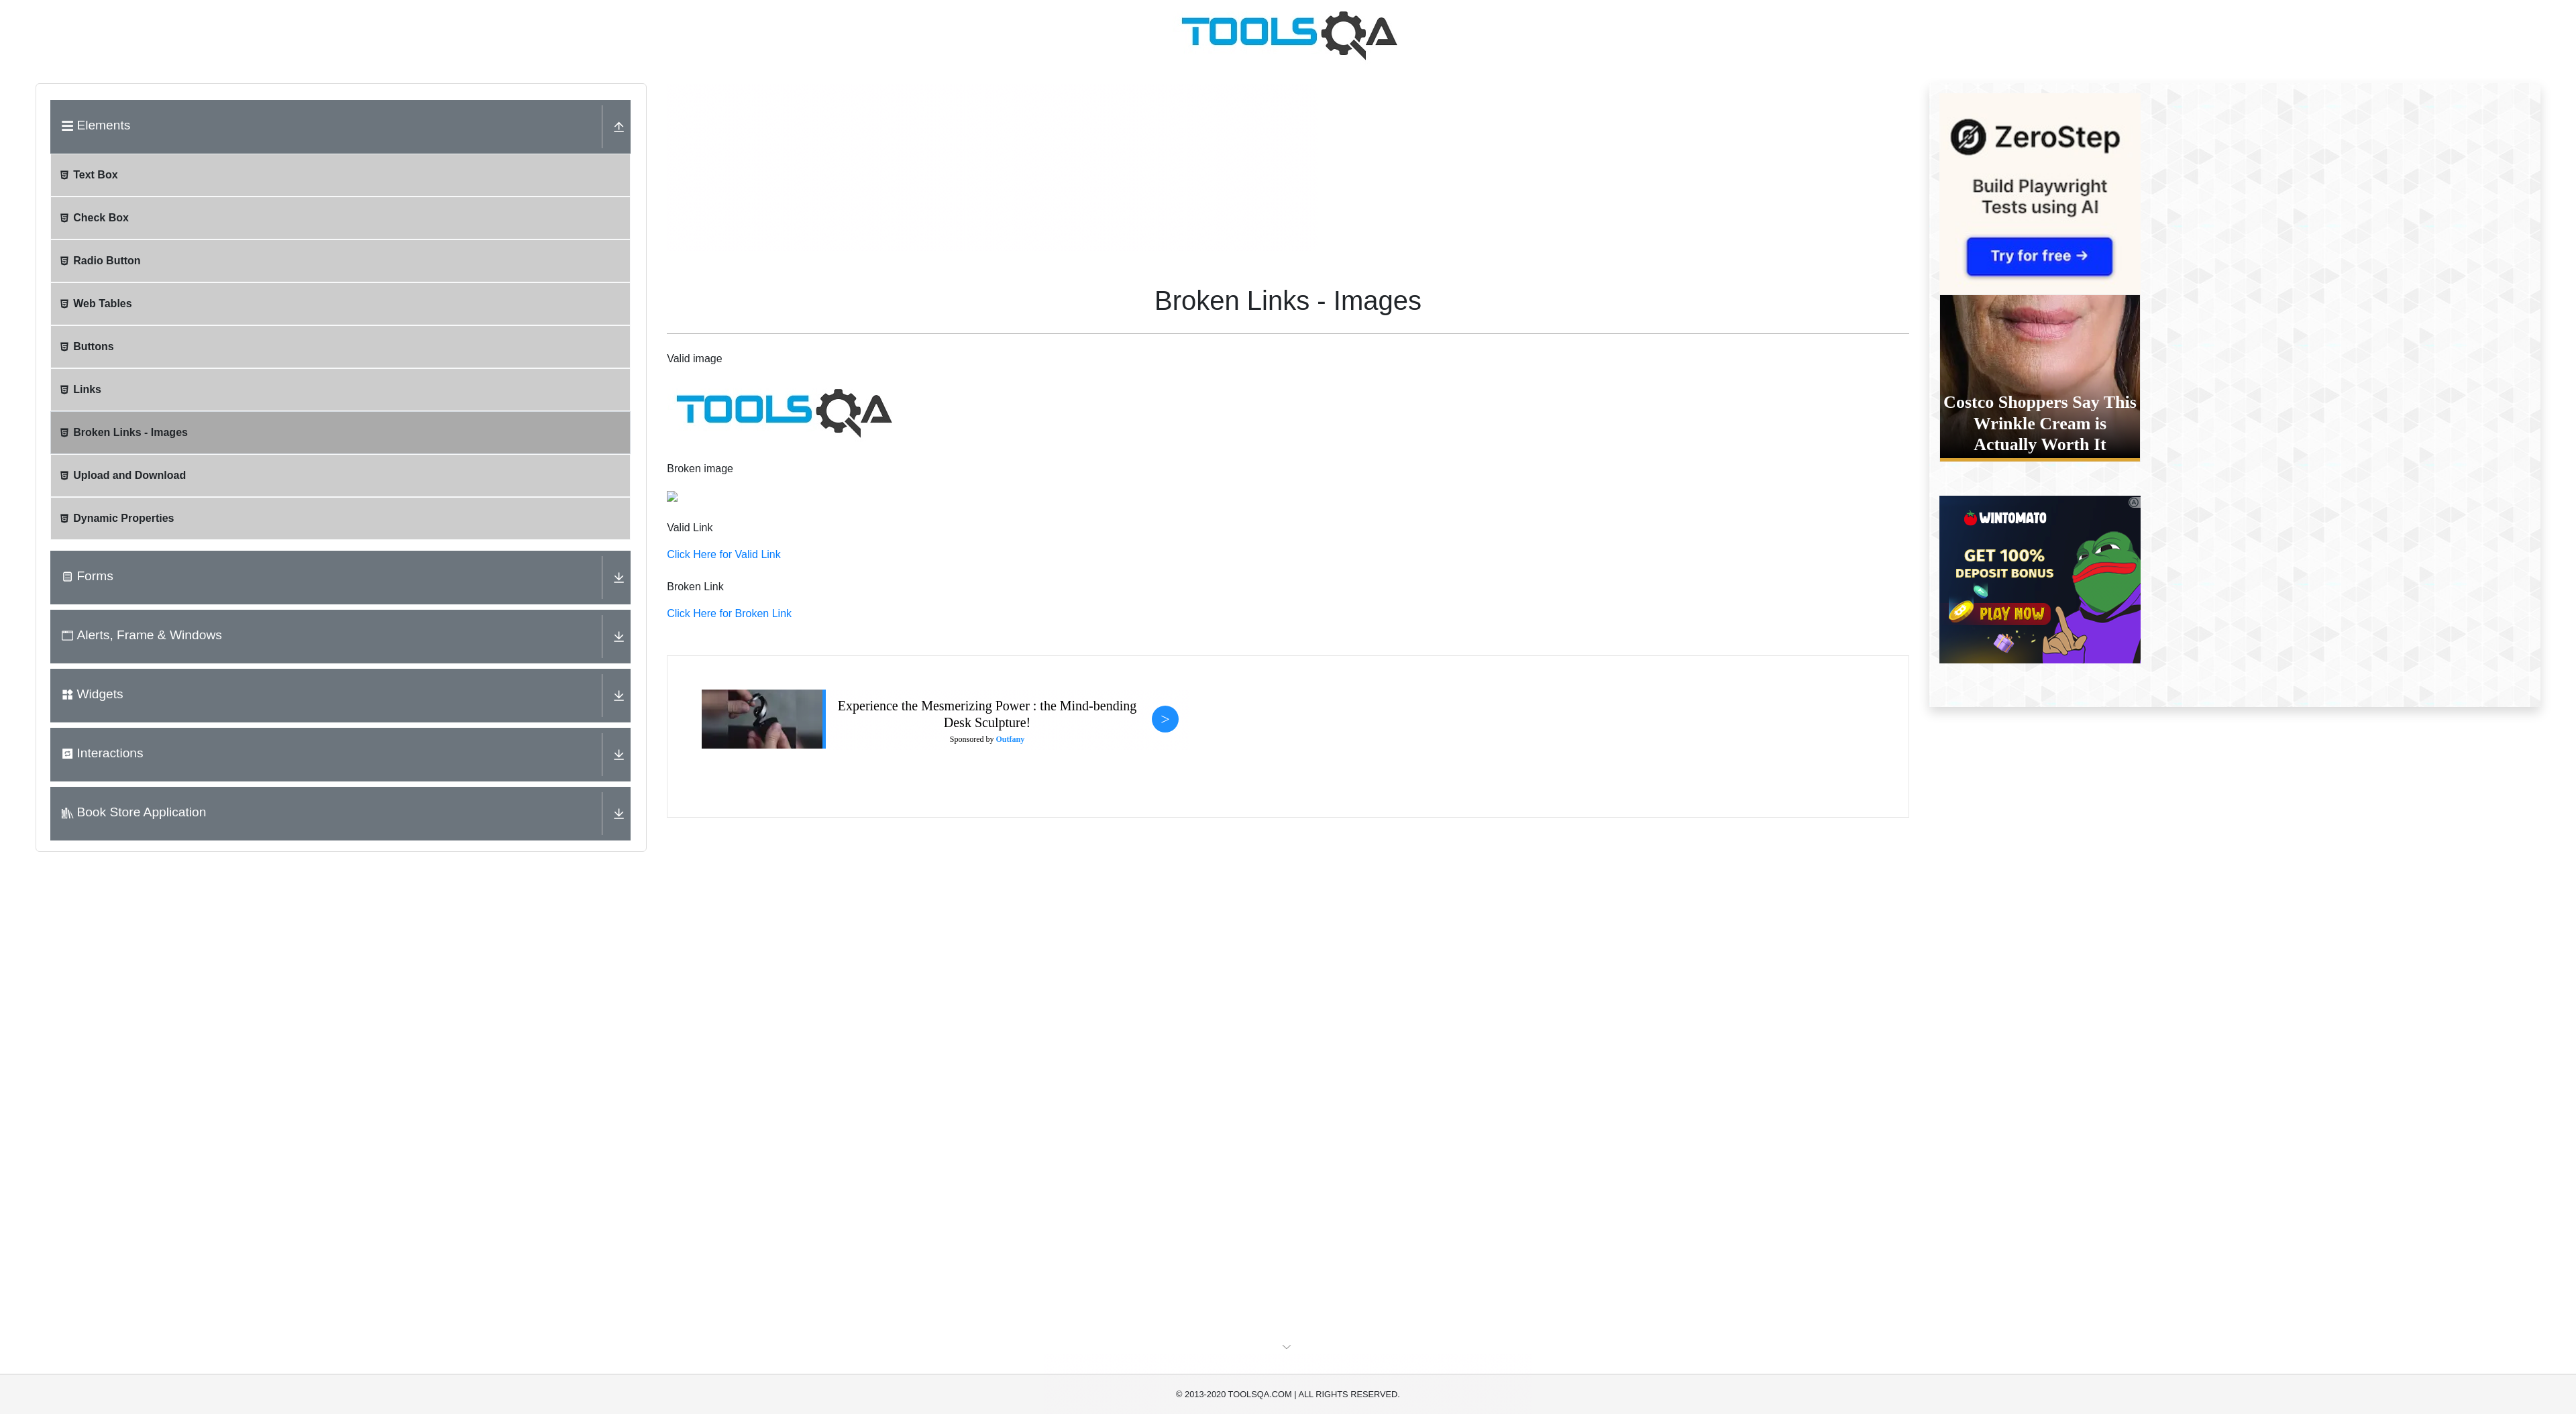 TOOLSQA
Elements
Text Box
Check Box
Radio Button
Web Tables
Buttons
Links
Broken Links - Images
Upload and Download
Dynamic Properties
Forms
Alerts, Frame & Windows
Widgets
Interactions
Book Store Application
Broken Links - Images
Valid image
TOOLSQA
Broken image
Valid Link
Click Here for Valid Link
Broken Link
Click Here for Broken Link
Experience the Mesmerizing Power : the Mind-bending
Desk Sculpture!
Sponsored by Outfany
>
ZeroStep
Build Playwright
Tests using AI
Try for free →
Costco Shoppers Say This
Wrinkle Cream is
Actually Worth It
WINTOMATO
GET 100%
DEPOSIT BONUS
PLAY NOW
© 2013-2020 TOOLSQA.COM | ALL RIGHTS RESERVED.